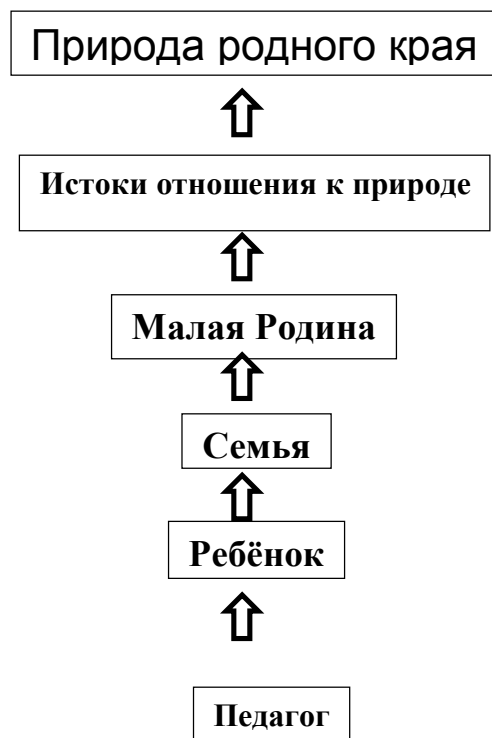 Природа родного края
Истоки отношения к природе
Малая Родина
Семья
Ребёнок
Педагог